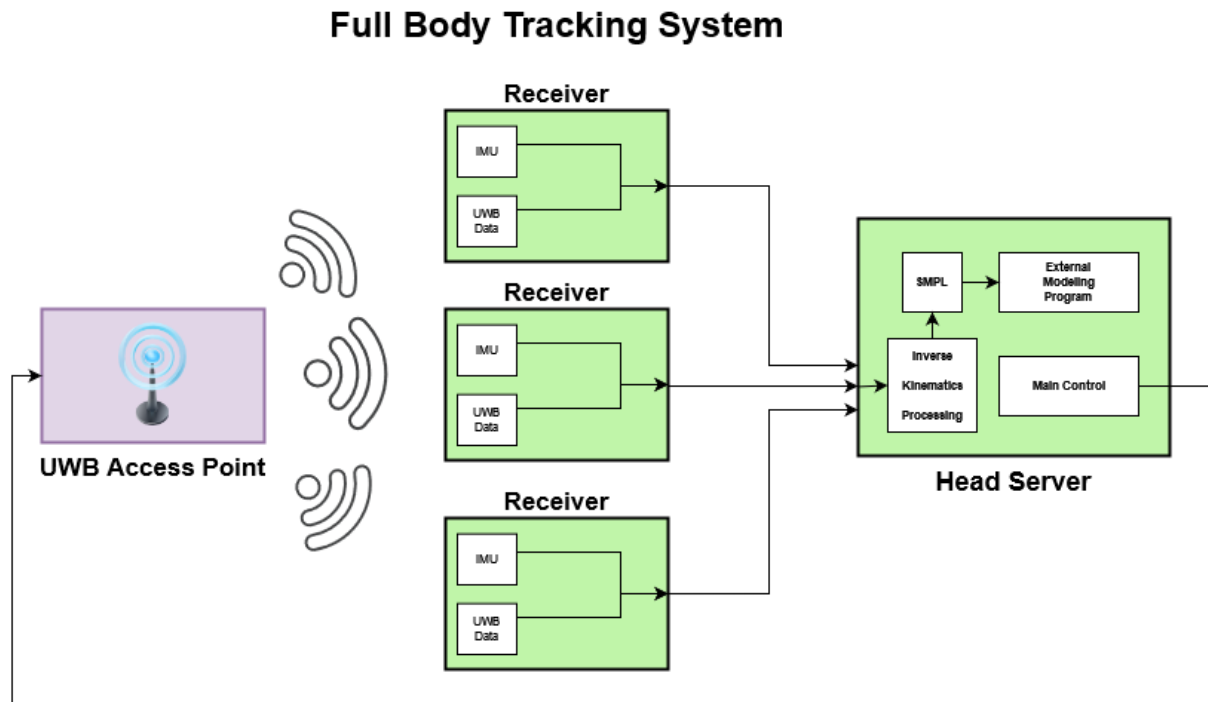 Full Body Tracking System
Receiver
IMU
UWB
Data
Receiver
IMU
UWB
Data
Receiver
IMU
UWB
Data
UWB Access Point
SMPL
External
Modeling
Program
Inverse
Kinematics
Processing
Main Control
Head Server